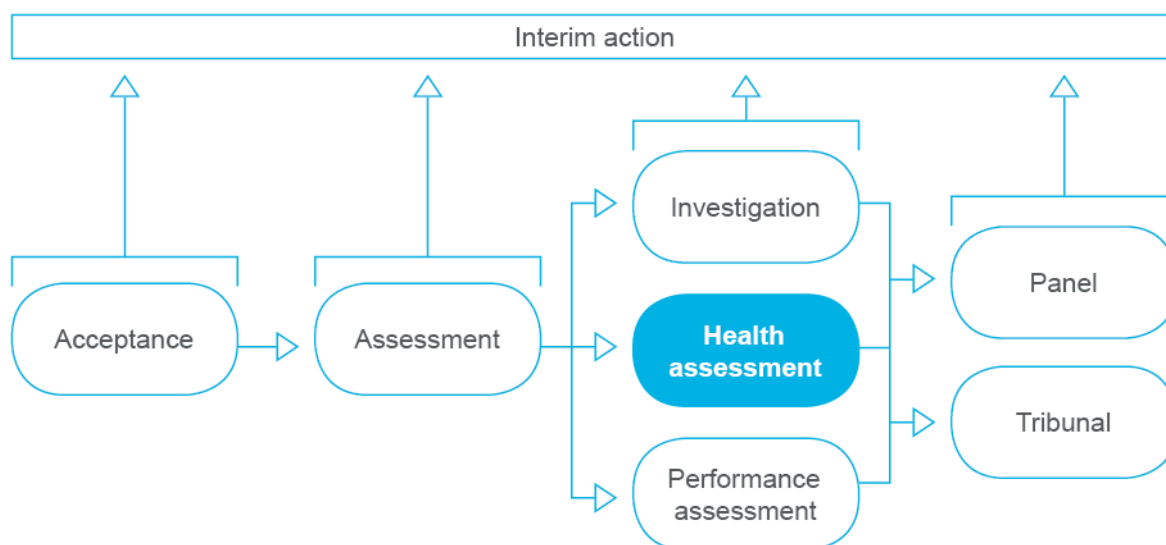 Interim action
Acceptance
Assessment
Investigation
Health
assessment
Performance
assessment
Panel
Tribunal